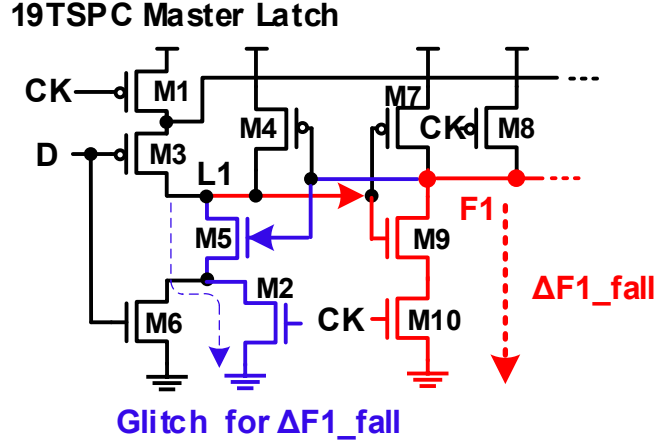 19TSPC Master Latch
CK
M1
M4
M7
CK
M8
D
M3
L1
F1
M5
M9
M2
ΔF1_fall
M6
CK
M10
Glitch for ΔF1_fall